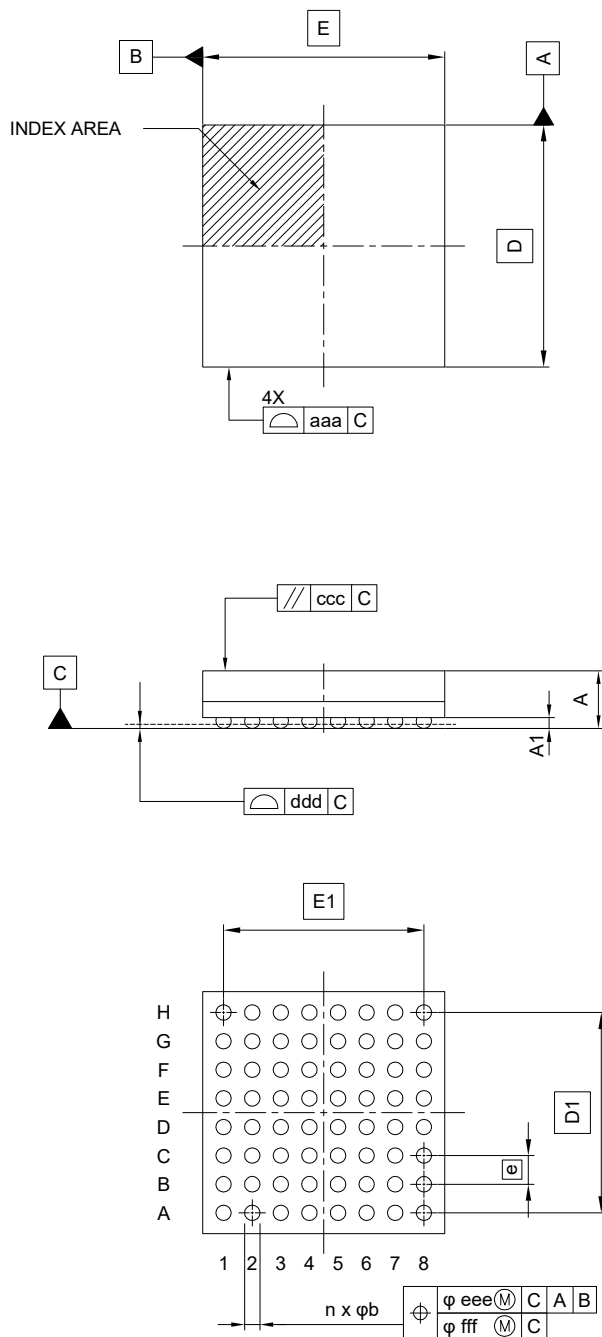 E
B
A
INDEX AREA
D
4X
⌓ aaa C
// ccc C
C
A
A1
⌓ ddd C
E1
H
G
F
E
D
C
B
A
D1
e
1 2 3 4 5 6 7 8
n x φb
⌖ φ eee Ⓜ C A B
φ fff Ⓜ C